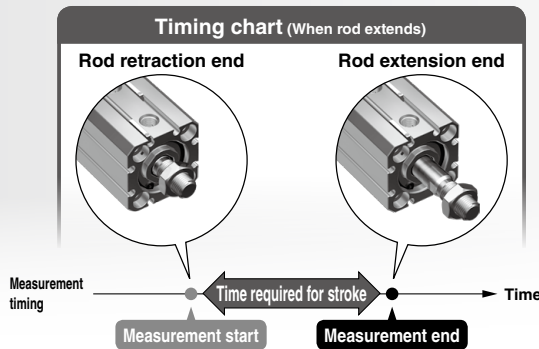 Timing chart (When rod extends)
Rod retraction end
Rod extension end
Measurement
timing
Time required for stroke
Time
Measurement start
Measurement end